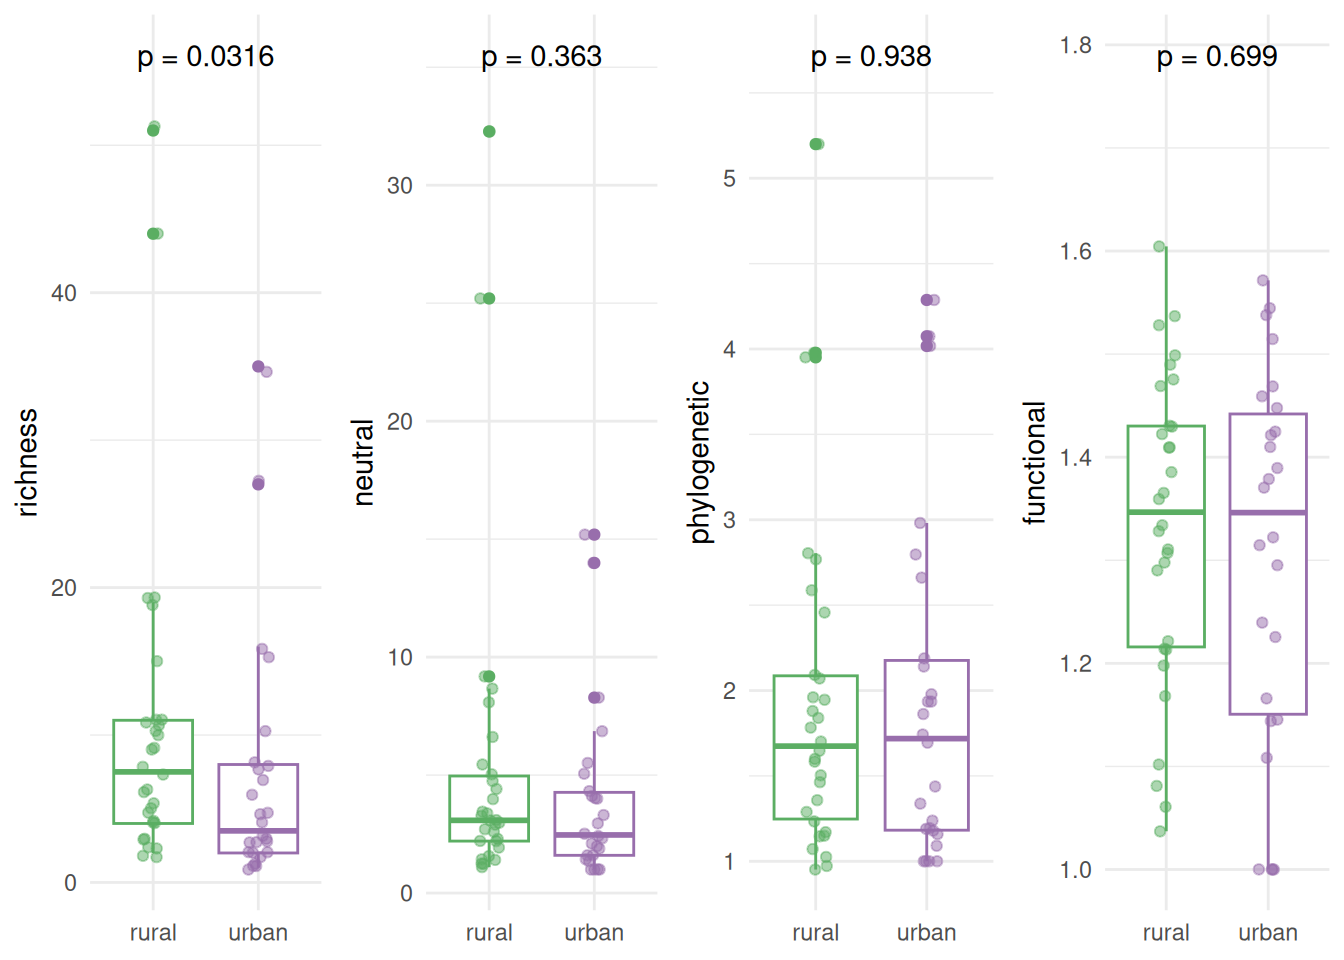 p = 0.0316
richness
40
20
0
rural
urban
p = 0.363
neutral
30
20
10
0
rural
urban
p = 0.938
phylogenetic
5
4
3
2
1
rural
urban
p = 0.699
functional
1.8
1.6
1.4
1.2
1.0
rural
urban